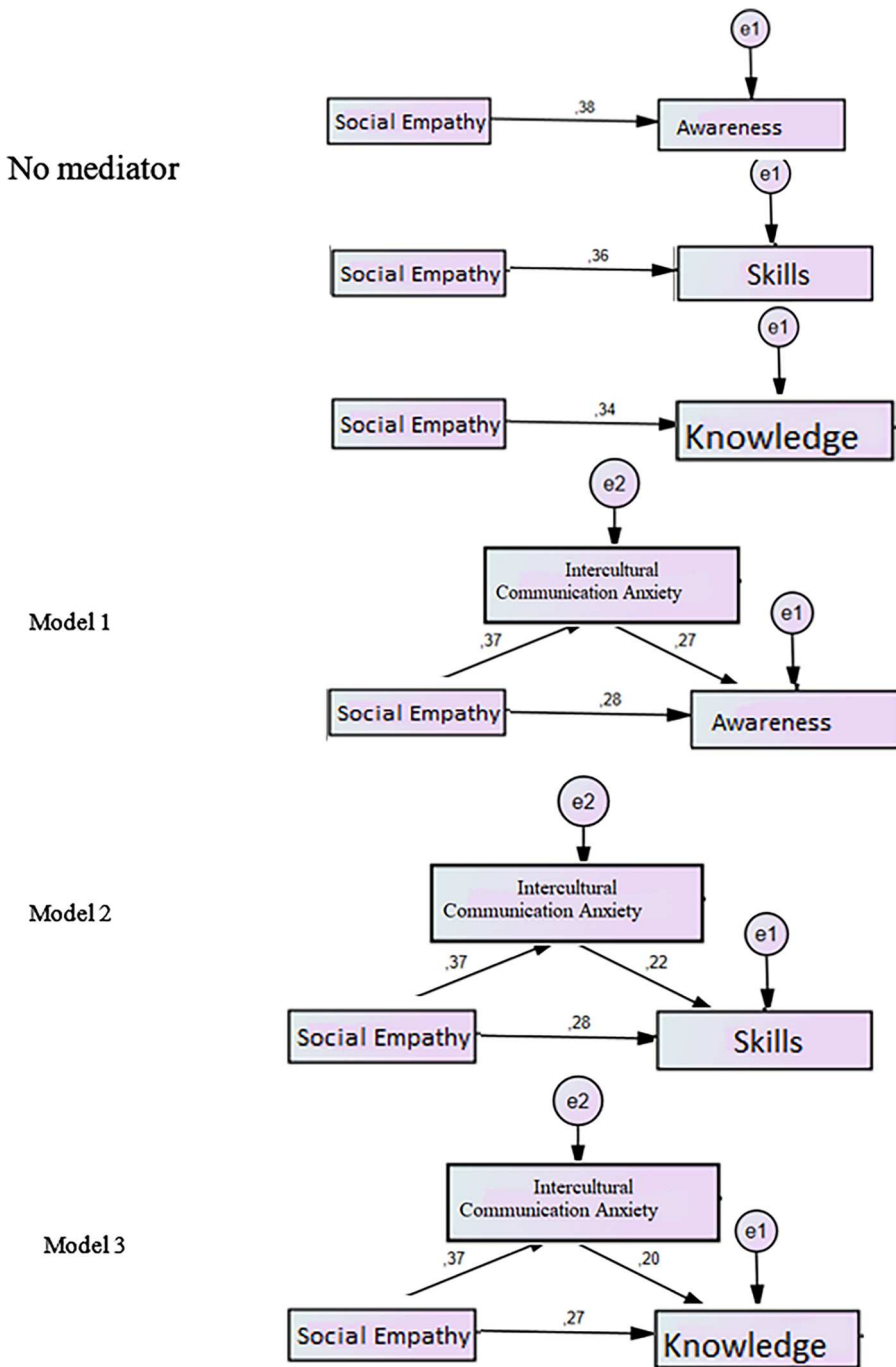 e1
,38
Social Empathy
Awareness
No mediator
e1
,36
Social Empathy
Skills
e1
,34
Social Empathy
Knowledge
e2
Intercultural
Communication Anxiety
Model 1
e1
,37
,27
,28
Social Empathy
Awareness
e2
Intercultural
Communication Anxiety
Model 2
e1
,37
,22
,28
Social Empathy
Skills
e2
Intercultural
Communication Anxiety
Model 3
e1
,37
,20
,27
Social Empathy
Knowledge